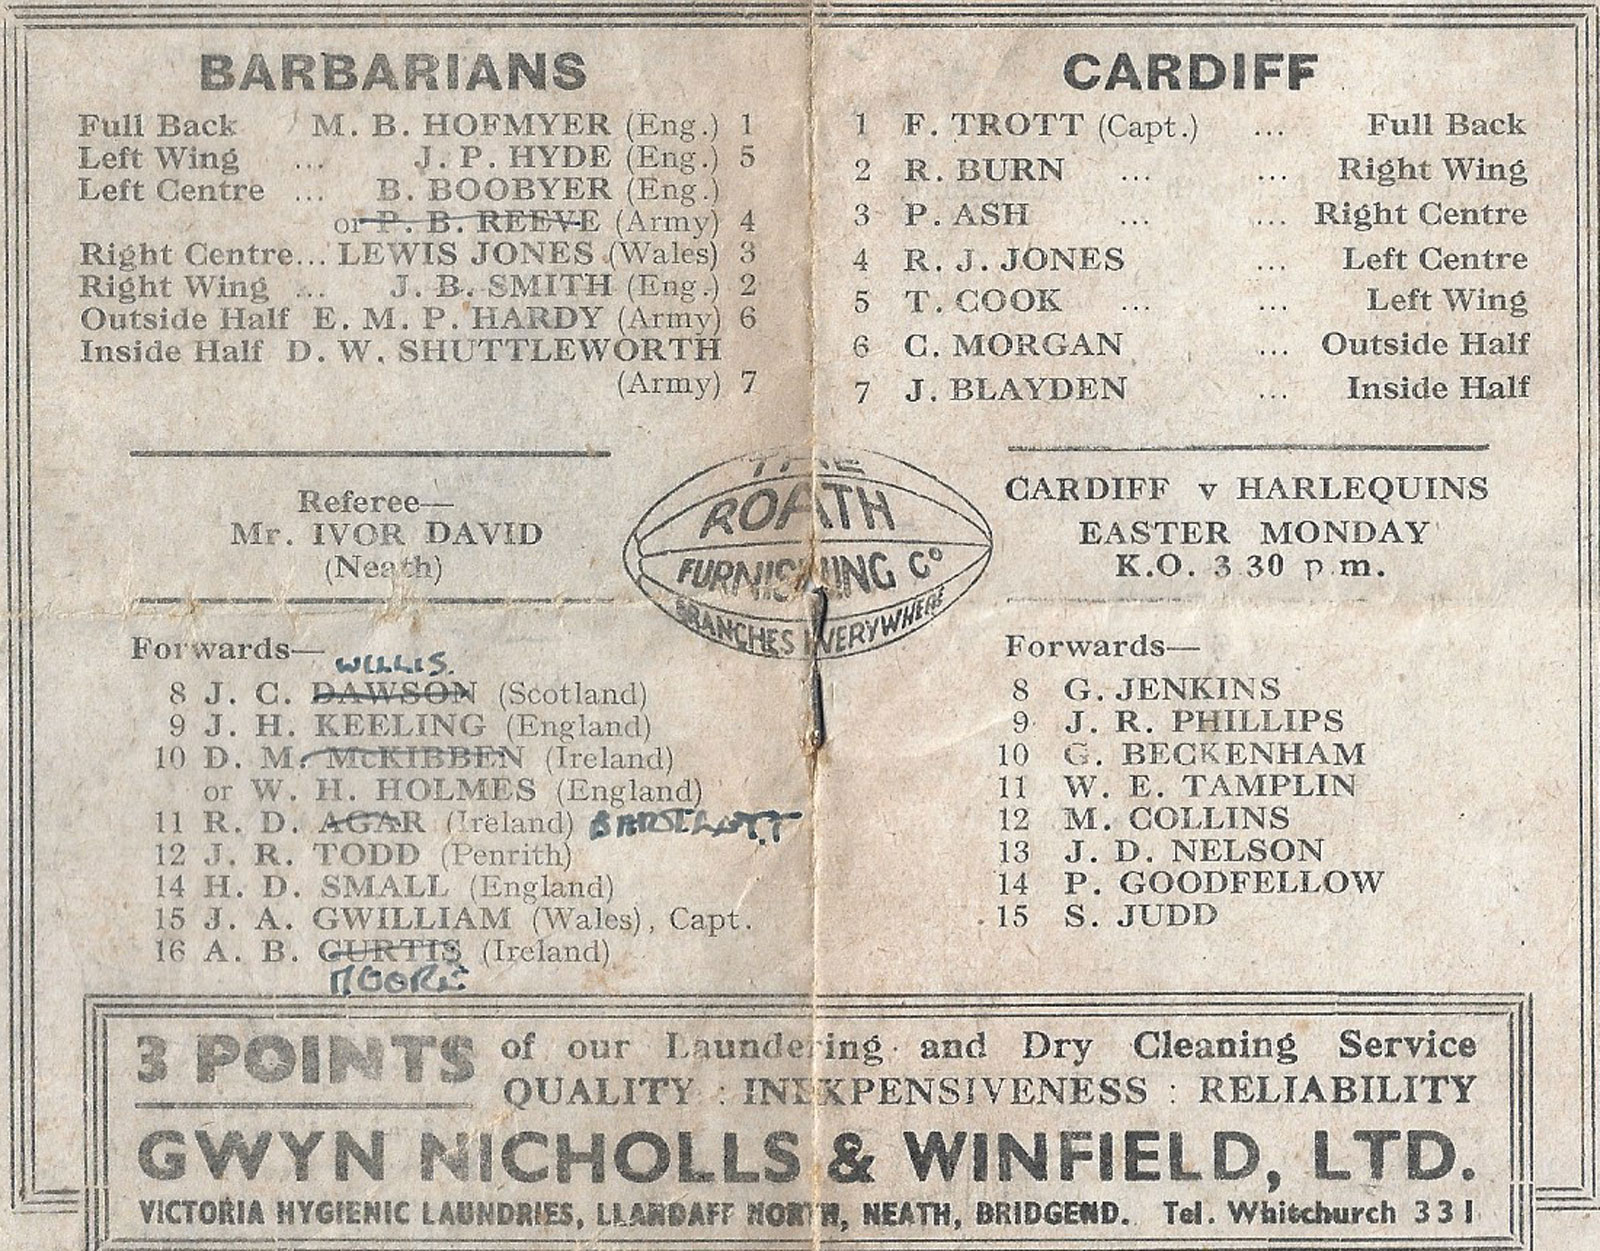 BARBARIANS
Full Back M. B. HOFMYER (Eng.) 1
Left Wing ... J. P. HYDE (Eng.) 5
Left Centre ... B. BOOBYER (Eng.)
or P. B. REEVE (Army) 4
Right Centre... LEWIS JONES (Wales) 3
Right Wing ... J. B. SMITH (Eng.) 2
Outside Half E. M. P. HARDY (Army) 6
Inside Half D. W. SHUTTLEWORTH
(Army) 7
Referee—
Mr. IVOR DAVID
(Neath)
Forwards—
WILLIS.
8 J. C. DAWSON (Scotland)
9 J. H. KEELING (England)
10 D. M. McKIBBEN (Ireland)
or W. H. HOLMES (England)
11 R. D. AGAR (Ireland) BARTLETT
12 J. R. TODD (Penrith)
14 H. D. SMALL (England)
15 J. A. GWILLIAM (Wales), Capt.
16 A. B. CURTIS (Ireland)
MOORE
THE
ROATH
FURNISHING Co
BRANCHES EVERYWHERE
CARDIFF
1 F. TROTT (Capt.) ... Full Back
2 R. BURN ... ... Right Wing
3 P. ASH ... ... Right Centre
4 R. J. JONES ... Left Centre
5 T. COOK ... ... Left Wing
6 C. MORGAN ... Outside Half
7 J. BLAYDEN ... Inside Half
CARDIFF v HARLEQUINS
EASTER MONDAY
K.O. 3 30 p.m.
Forwards—
8 G. JENKINS
9 J. R. PHILLIPS
10 G. BECKENHAM
11 W. E. TAMPLIN
12 M. COLLINS
13 J. D. NELSON
14 P. GOODFELLOW
15 S. JUDD
3 POINTS of our Laundering and Dry Cleaning Service
QUALITY : INEXPENSIVENESS : RELIABILITY
GWYN NICHOLLS & WINFIELD, LTD.
VICTORIA HYGIENIC LAUNDRIES, LLANDAFF NORTH, NEATH, BRIDGEND. Tel. Whitchurch 331